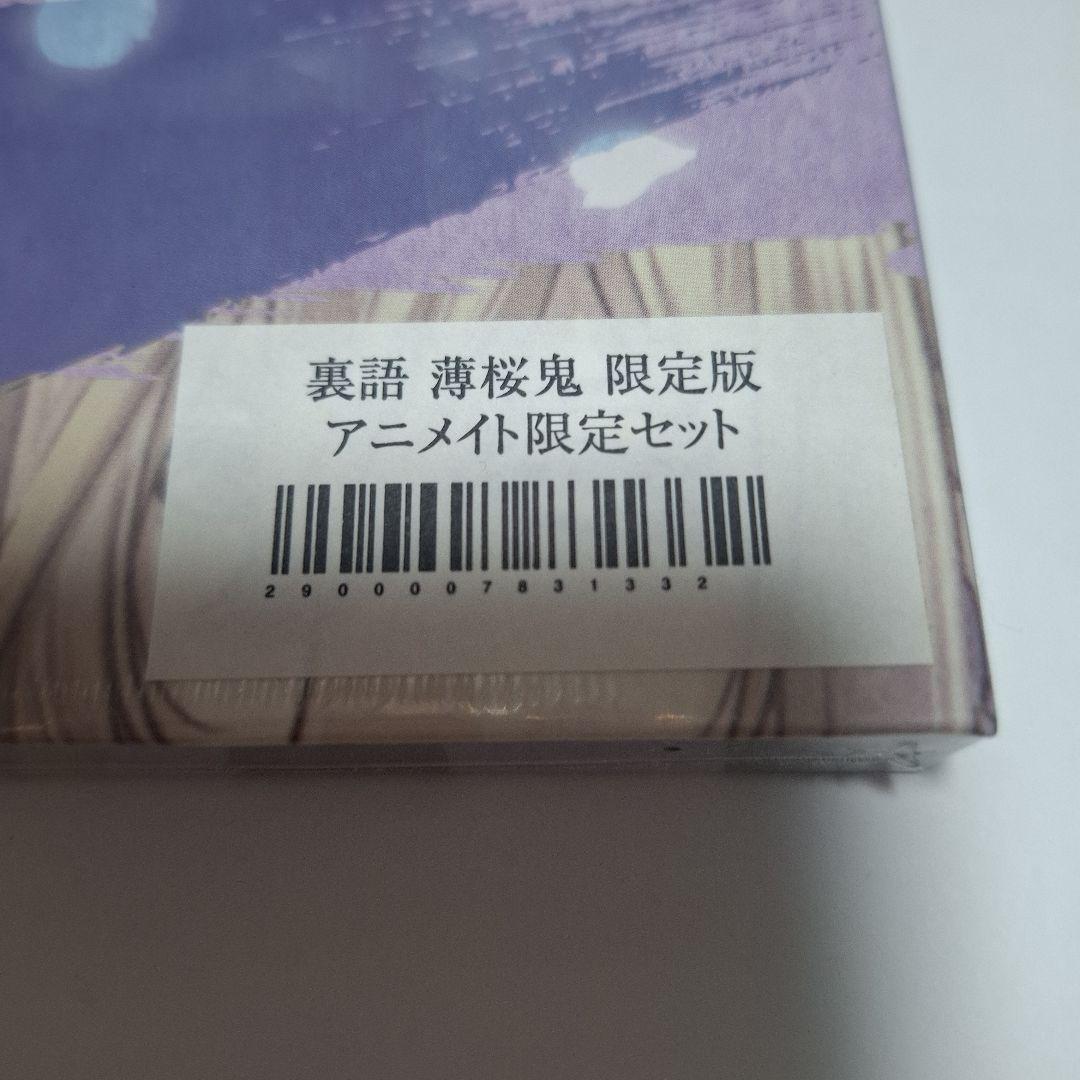 裏語 薄桜鬼 限定版
アニメイト限定セット
2900007831332